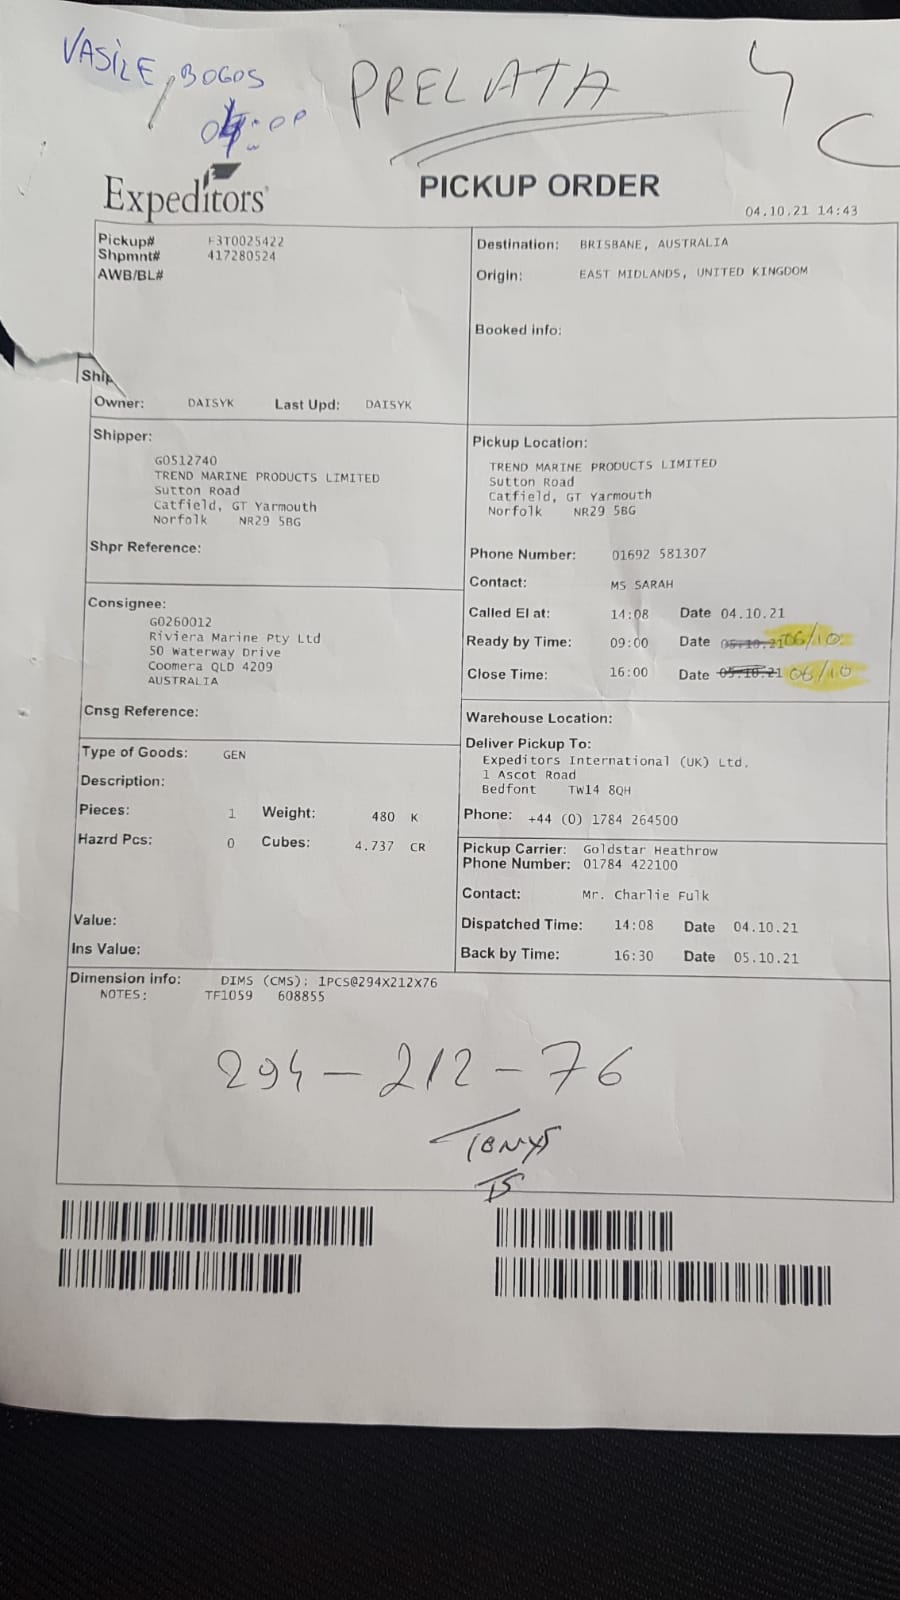 VASILE BOGOS
PRELATA
Expeditors
PICKUP ORDER
04.10.21 14:43
Pickup# F3T0025422
Shpmnt# 417280524
AWB/BL#
Destination: BRISBANE, AUSTRALIA
Origin: EAST MIDLANDS, UNITED KINGDOM
Booked info:
Ship
Owner: DAISYK Last Upd: DAISYK
Shipper:
G0512740
TREND MARINE PRODUCTS LIMITED
Sutton Road
Catfield, GT Yarmouth
Norfolk NR29 5BG
Shpr Reference:
Pickup Location:
TREND MARINE PRODUCTS LIMITED
Sutton Road
Catfield, GT Yarmouth
Norfolk NR29 5BG
Phone Number: 01692 581307
Contact: MS SARAH
Called EI at: 14:08 Date 04.10.21
Ready by Time: 09:00 Date 05.10.21 06/10
Close Time: 16:00 Date 05.10.21 06/10
Consignee:
G0260012
Riviera Marine Pty Ltd
50 Waterway Drive
Coomera QLD 4209
AUSTRALIA
Cnsg Reference:
Warehouse Location:
Deliver Pickup To:
Expeditors International (UK) Ltd.
1 Ascot Road
Bedfont TW14 8QH
Phone: +44 (0) 1784 264500
Type of Goods: GEN
Description:
Pieces: 1 Weight: 480 K
Hazrd Pcs: 0 Cubes: 4.737 CR
Value:
Ins Value:
Pickup Carrier: Goldstar Heathrow
Phone Number: 01784 422100
Contact: Mr. Charlie Fulk
Dispatched Time: 14:08 Date 04.10.21
Back by Time: 16:30 Date 05.10.21
Dimension info: DIMS (CMS): 1PCS@294X212X76
NOTES: TF1059 608855
294-212-76